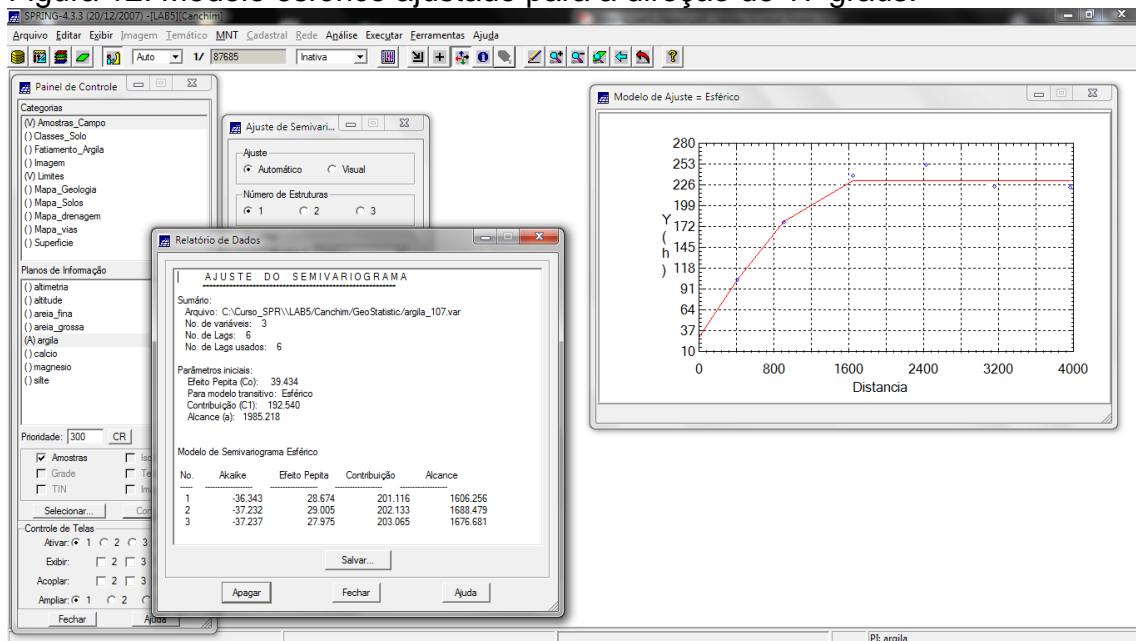 SPRING-4.3.3 (20/12/2007) -[LAB5][Canchim]
Arquivo Editar Exibir Imagem Temático MNT Cadastral Rede Análise Executar Ferramentas Ajuda
Auto 1/ 87685 Inativa
Painel de Controle
Categorias
(V) Amostras_Campo
( ) Classes_Solo
( ) Fatiamento_Argila
( ) Imagem
(V) Limites
( ) Mapa_Geologia
( ) Mapa_Solos
( ) Mapa_drenagem
( ) Mapa_vias
( ) Superficie
Planos de Informação
( ) altimetria
( ) altitude
( ) areia_fina
( ) areia_grossa
(A) argila
( ) calcio
( ) magnesio
( ) silte
Prioridade: 300 CR
Amostras
Grade
TIN
Selecionar...
Controle de Telas
Ativar: 1 2 3
Exibir: 2 3
Acoplar: 2 3
Ampliar: 1 2
Fechar Ajuda
Ajuste de Semivari...
Ajuste
Automático Visual
Número de Estruturas
1 2 3
Relatório de Dados
AJUSTE DO SEMIVARIOGRAMA
Sumário:
Arquivo: C:\Curso_SPR\\LAB5/Canchim/GeoStatistic/argila_107.var
No. de variáveis: 3
No. de Lags: 6
No. de Lags usados: 6
Parâmetros iniciais:
Efeito Pepita (Co): 39.434
Para modelo transitivo: Esférico
Contribuição (C1): 192.540
Alcance (a): 1985.218
Modelo de Semivariograma Esférico
No. Akaike Efeito Pepita Contribuição Alcance
1 -36.343 28.674 201.116 1606.256
2 -37.232 29.005 202.133 1688.479
3 -37.237 27.975 203.065 1676.681
Salvar...
Apagar Fechar Ajuda
Modelo de Ajuste = Esférico
280
253
226
199
172
145
118
91
64
37
10
Y(h)
0 800 1600 2400 3200 4000
Distancia
PI: argila